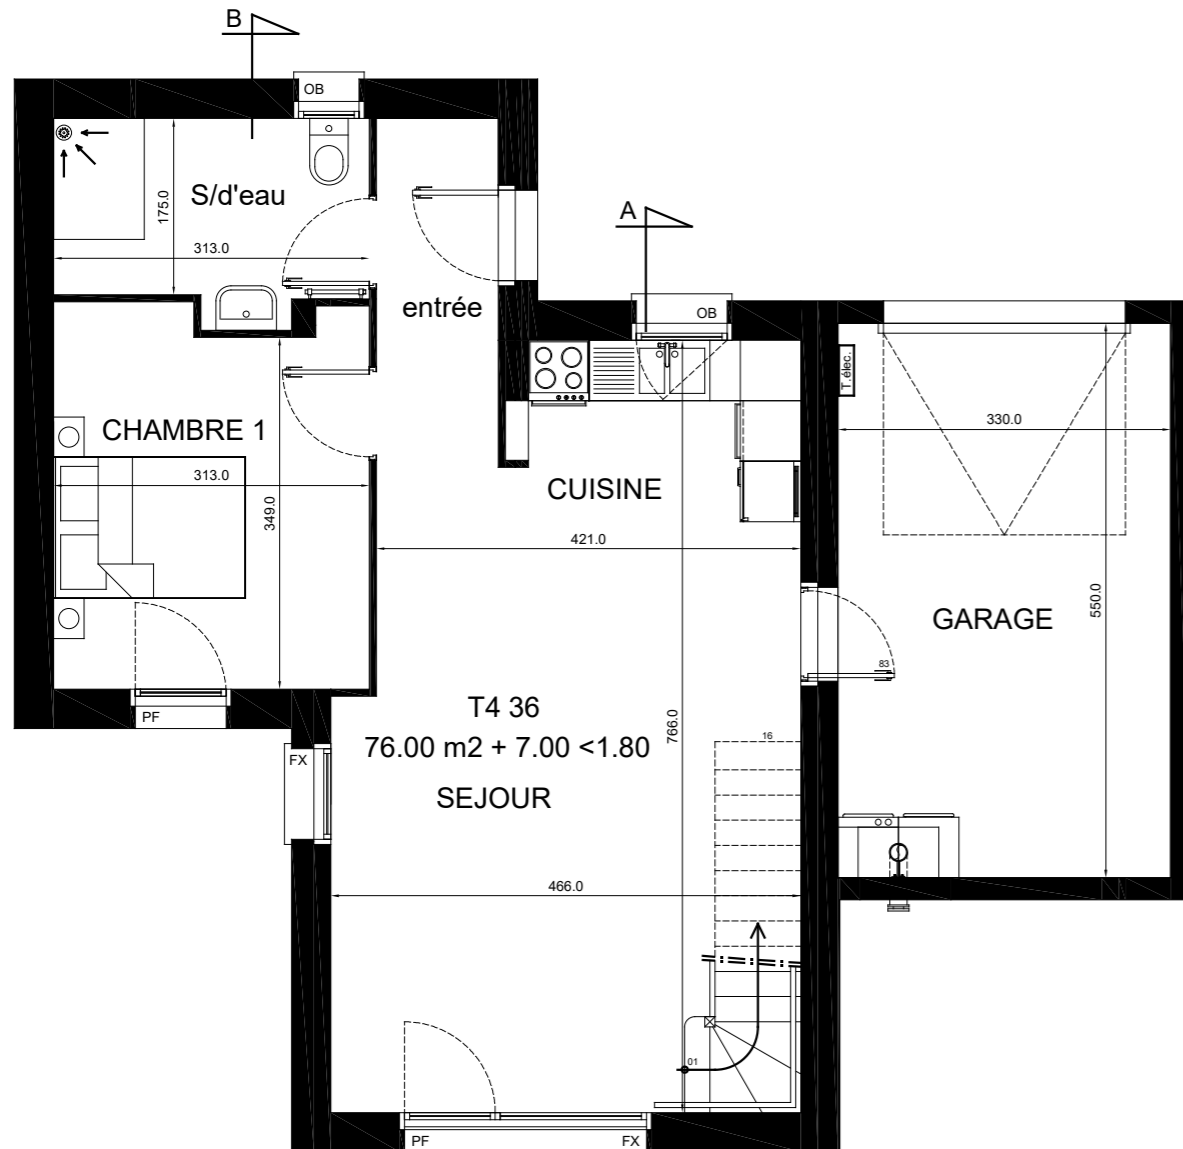 B
OB
S/d'eau
175.0
313.0
A
entrée
OB
T.élec.
330.0
CHAMBRE 1
313.0
349.0
CUISINE
421.0
550.0
GARAGE
83
T4 36
766.0
76.00 m2 + 7.00 <1.80
16
PF
FX
SEJOUR
466.0
01
PF
FX